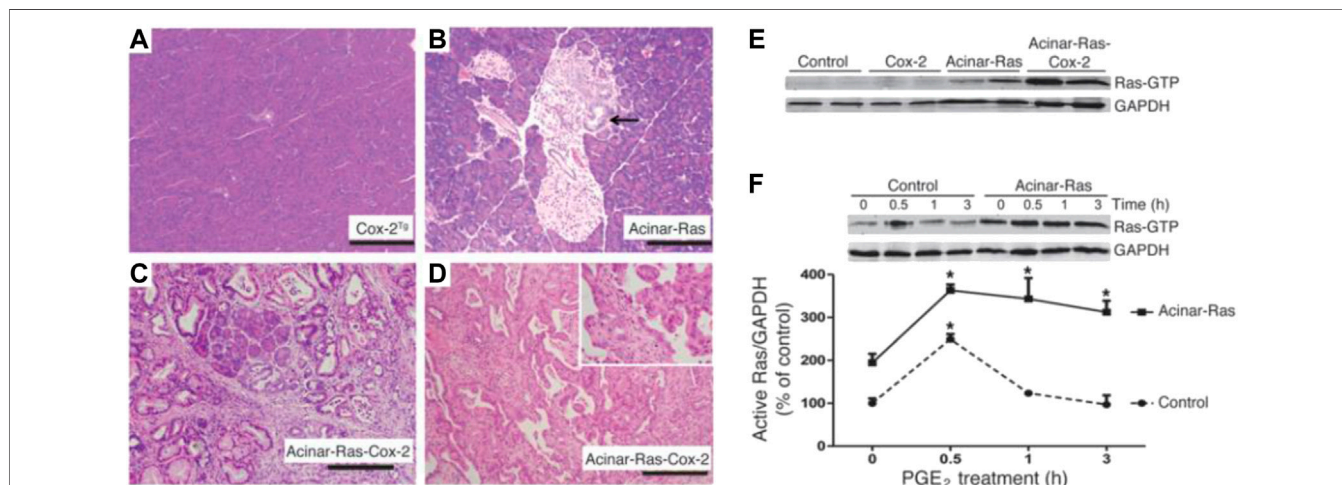 A
Cox-2Tg
B
Acinar-Ras
C
Acinar-Ras-Cox-2
D
Acinar-Ras-Cox-2
E
Control Cox-2 Acinar-Ras Acinar-Ras-
Cox-2
Ras-GTP
GAPDH
F
Control Acinar-Ras
0 0.5 1 3 0 0.5 1 3 Time (h)
Ras-GTP
GAPDH
Active Ras/GAPDH
(% of control)
400
300
200
100
0
* * * *
Acinar-Ras
Control
0 0.5 1 3
PGE2 treatment (h)